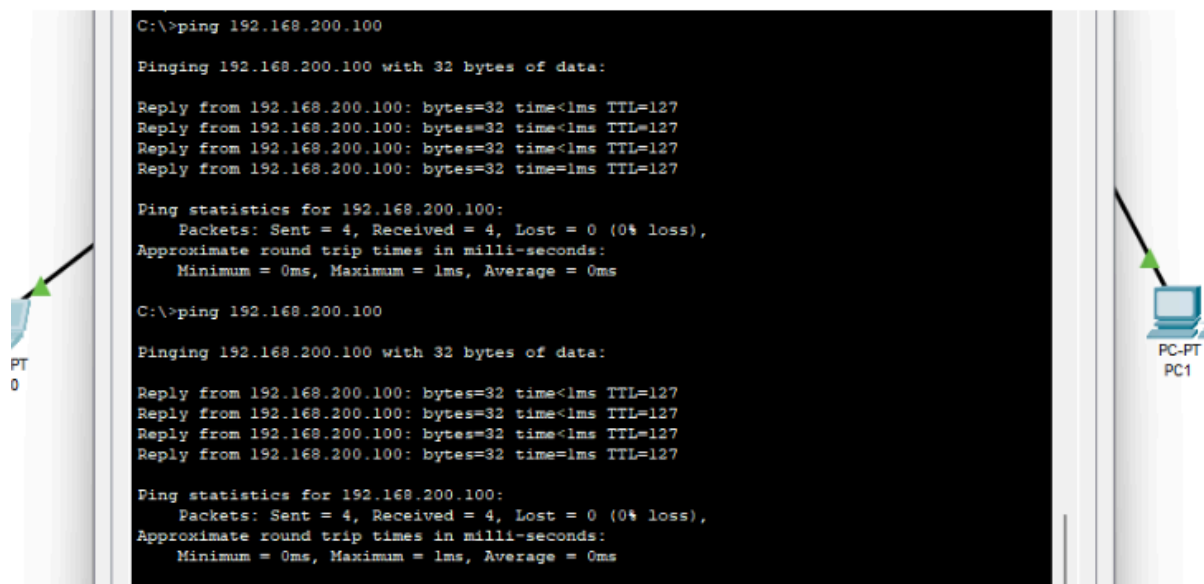 C:\>ping 192.168.200.100
Pinging 192.168.200.100 with 32 bytes of data:
Reply from 192.168.200.100: bytes=32 time<1ms TTL=127
Reply from 192.168.200.100: bytes=32 time<1ms TTL=127
Reply from 192.168.200.100: bytes=32 time<1ms TTL=127
Reply from 192.168.200.100: bytes=32 time=1ms TTL=127
Ping statistics for 192.168.200.100:
Packets: Sent = 4, Received = 4, Lost = 0 (0% loss),
Approximate round trip times in milli-seconds:
Minimum = 0ms, Maximum = 1ms, Average = 0ms
C:\>ping 192.168.200.100
Pinging 192.168.200.100 with 32 bytes of data:
Reply from 192.168.200.100: bytes=32 time<1ms TTL=127
Reply from 192.168.200.100: bytes=32 time<1ms TTL=127
Reply from 192.168.200.100: bytes=32 time<1ms TTL=127
Reply from 192.168.200.100: bytes=32 time=1ms TTL=127
Ping statistics for 192.168.200.100:
Packets: Sent = 4, Received = 4, Lost = 0 (0% loss),
Approximate round trip times in milli-seconds:
Minimum = 0ms, Maximum = 1ms, Average = 0ms
PT
0
PC-PT
PC1